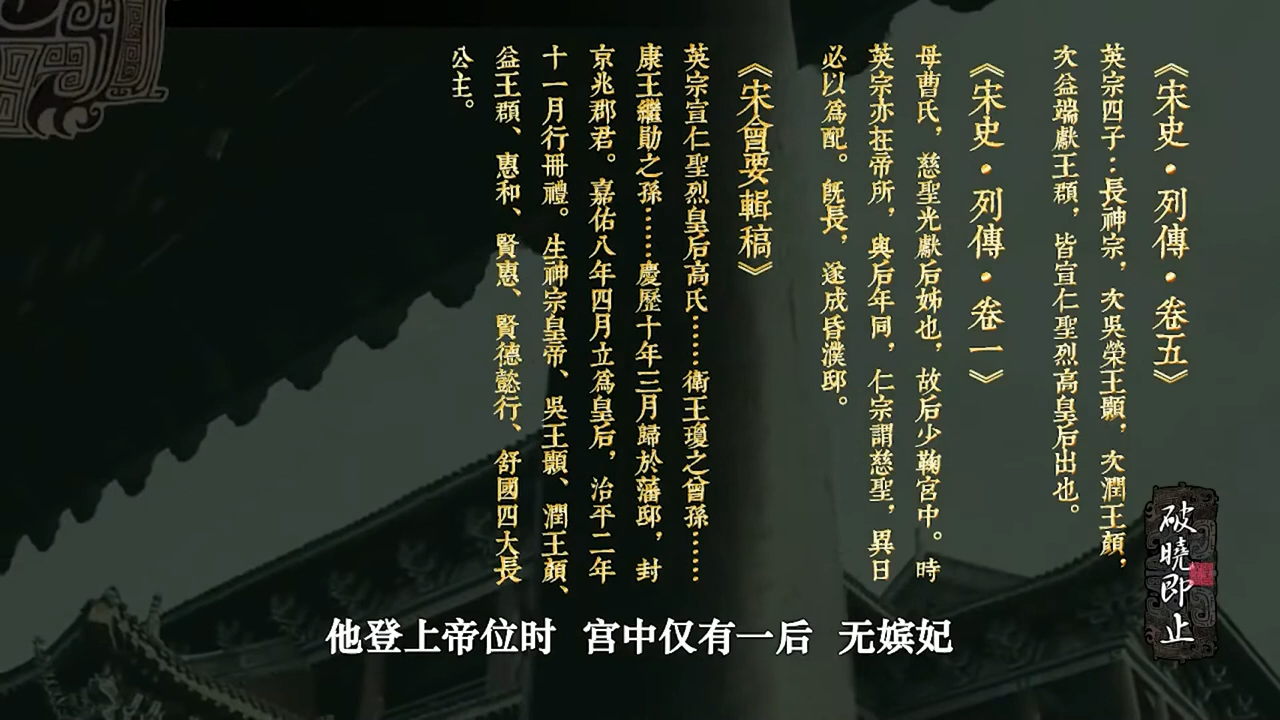 《宋史·列傳·卷五》
英宗四子：長神宗，次吳榮王顥，次潤王顏，
次益端獻王頵，皆宣仁聖烈高皇后出也。
《宋史·列傳·卷一》
母曹氏，慈聖光獻后姊也，故后少鞠宮中。時
英宗亦在帝所，與后年同，仁宗謂慈聖，異日
必以爲配。既長，遂成昏濮邸。
《宋會要輯稿》
英宗宣仁聖烈皇后高氏……衛王瓊之曾孫……
康王繼勛之孫……慶歷十年三月歸於藩邸，封
京兆郡君。嘉佑八年四月立爲皇后，治平二年
十一月行冊禮。生神宗皇帝、吳王顥、潤王顏、
益王頵、惠和、賢惠、賢德懿行、舒國四大長
公主。
破曉即止
他登上帝位时 宫中仅有一后 无嫔妃